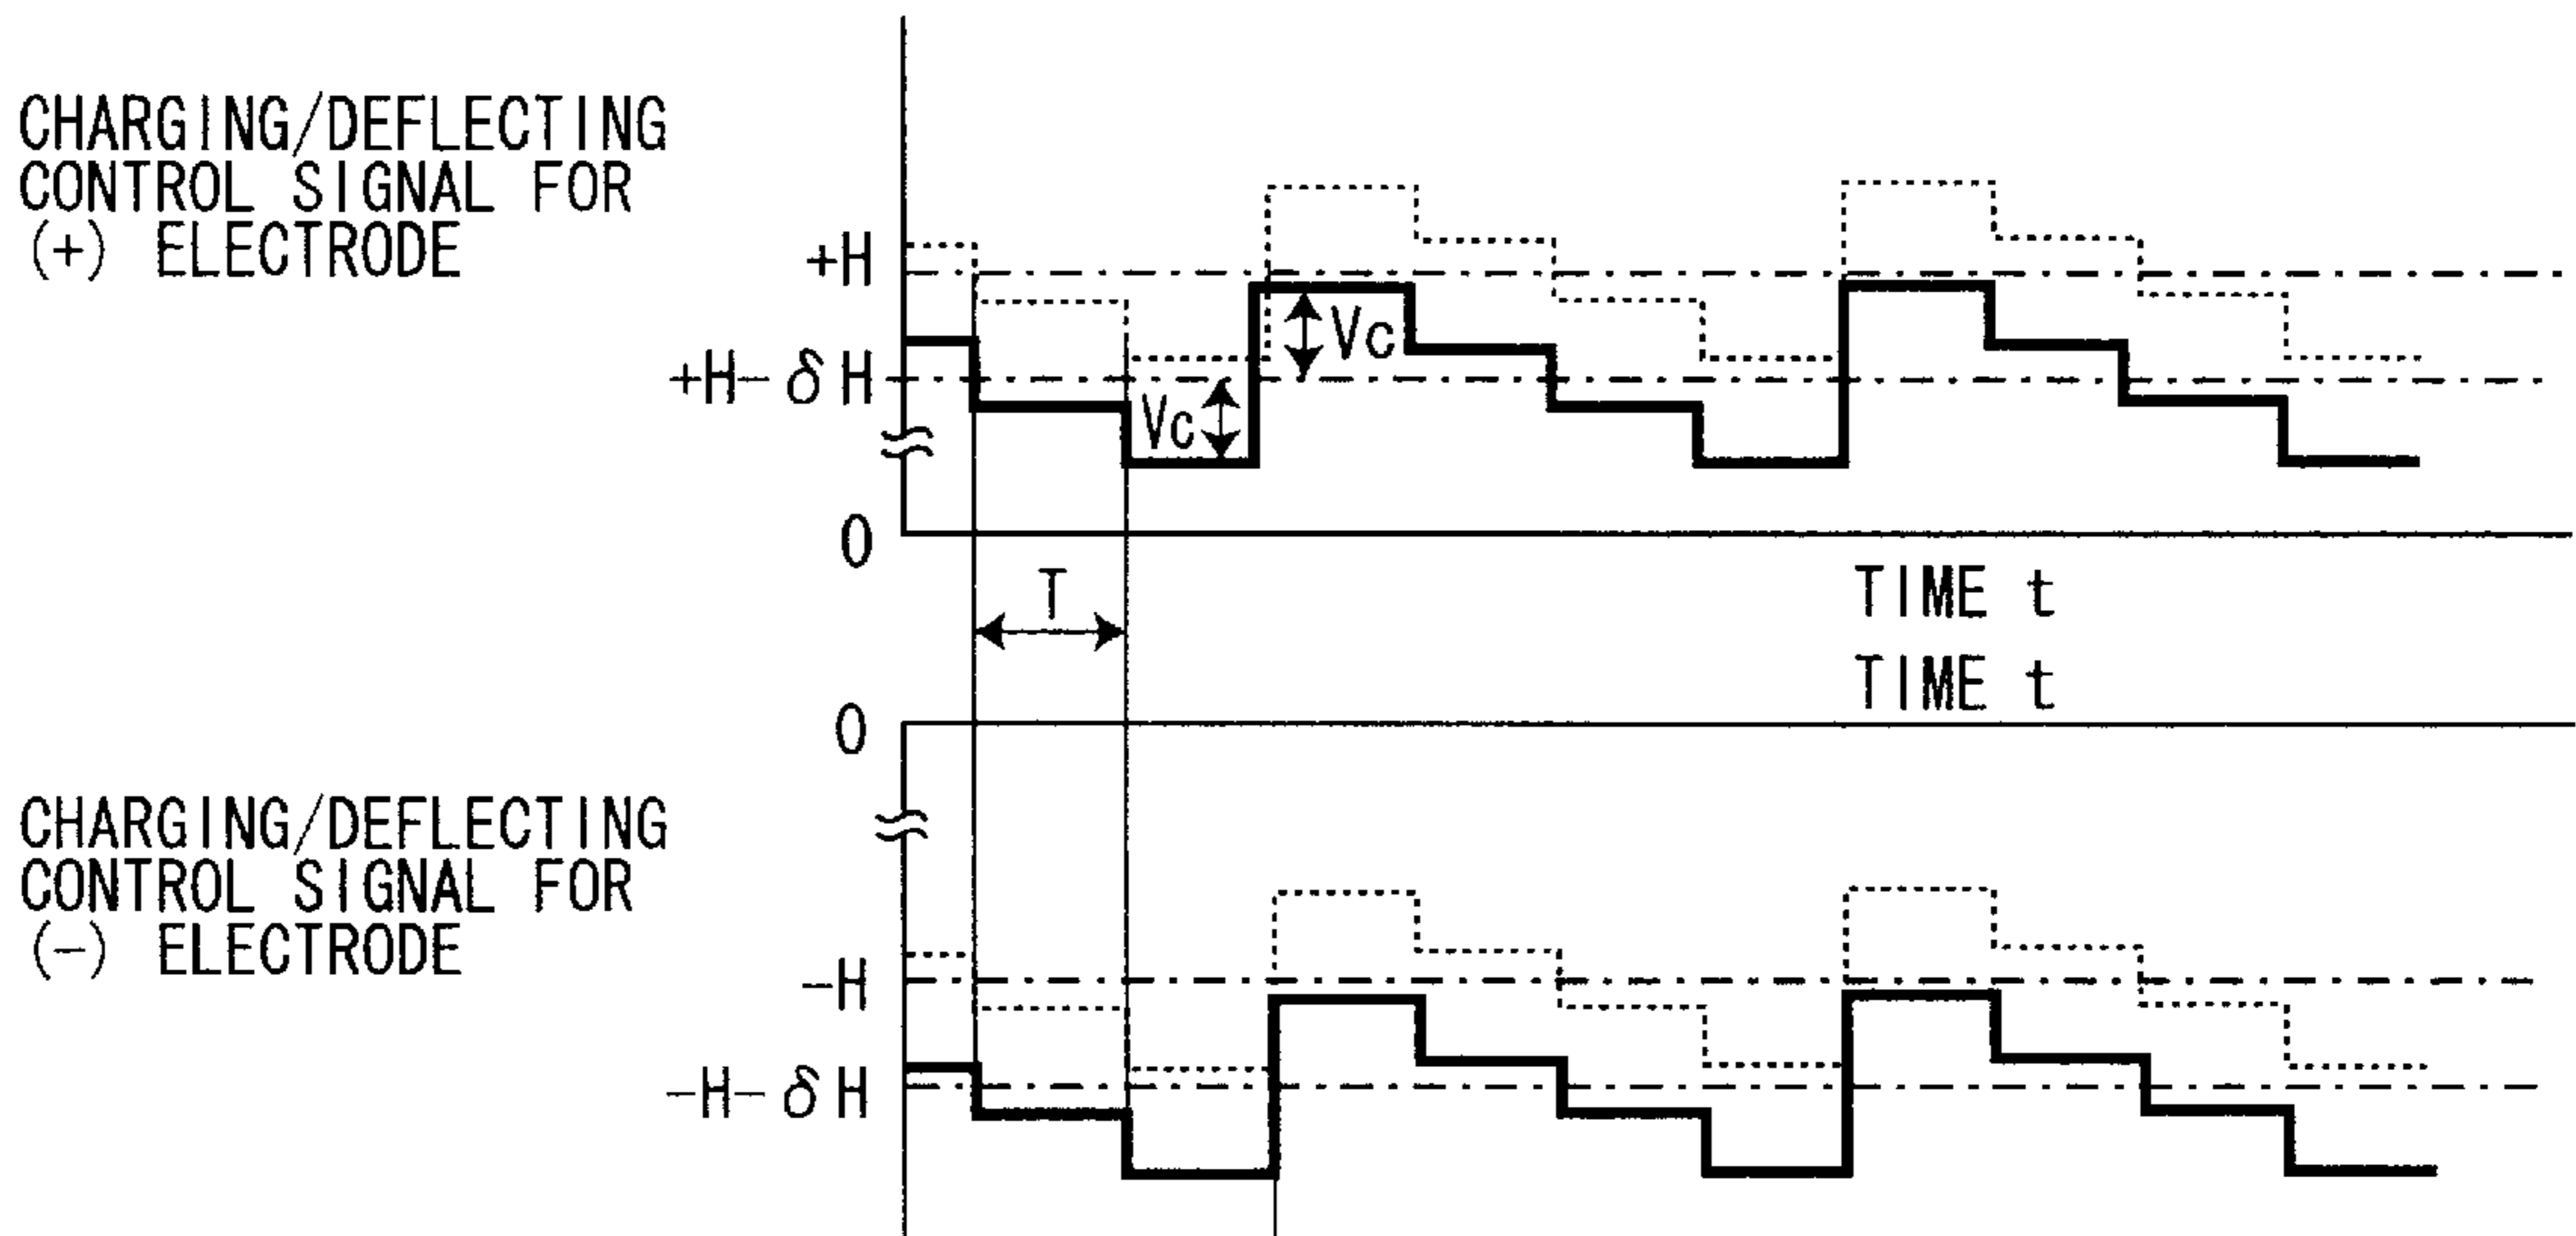 CHARGING/DEFLECTING
CONTROL SIGNAL FOR
(+) ELECTRODE
+H
Vc
+H-δH
Vc
0
T
TIME t
TIME t
0
CHARGING/DEFLECTING
CONTROL SIGNAL FOR
(-) ELECTRODE
-H
-H-δH